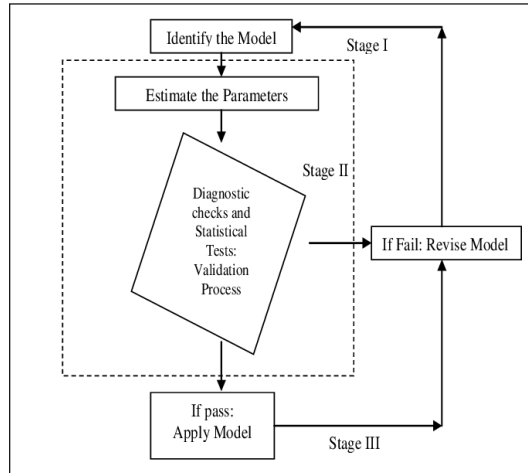 Identify the Model
Stage I
Estimate the Parameters
Stage II
Diagnostic
checks and
Statistical
Tests:
Validation
Process
If Fail: Revise Model
If pass:
Apply Model
Stage III